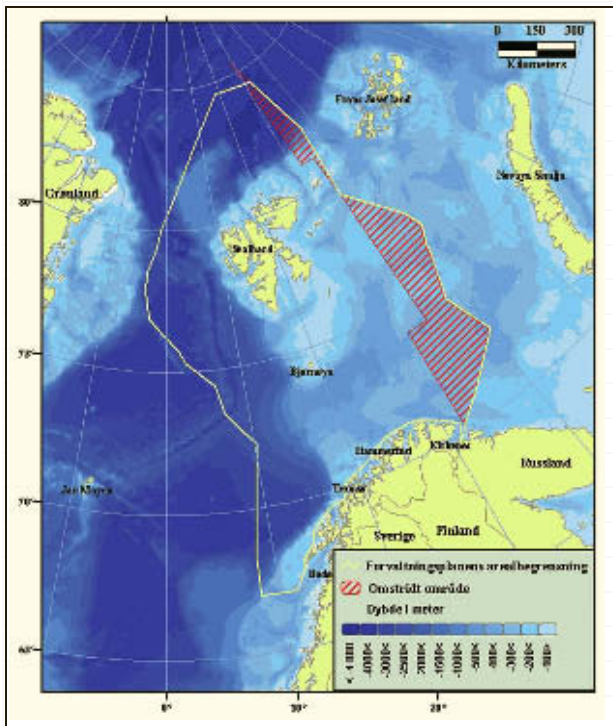 0 150 300
Kilometers
Frans Josef land
Novaya Semlja
Grønland
80°
Svalbard
75°
Bjørnøya
Hammerfest
Kirkenes
Russland
Jan Mayen
Tromsø
70°
Sverige
Finland
Bodø
Forvaltningsplanens arealbegrensning
Omstridt område
Dybde i meter
65°
0° 10° 20°